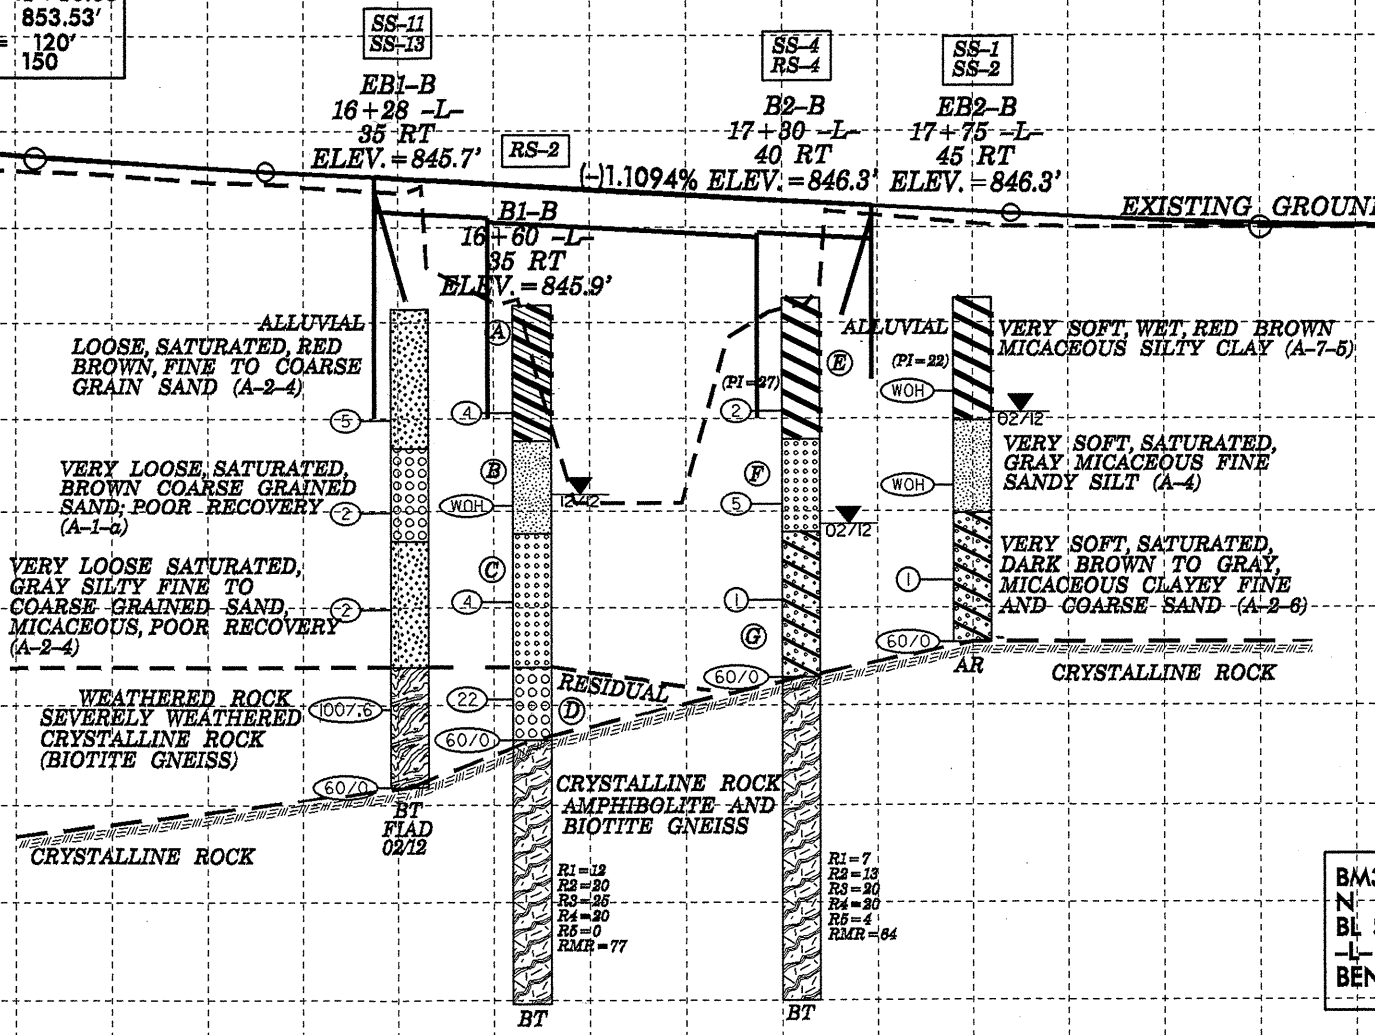 853.53'
= 120'
150
SS-11
SS-13
EB1-B
16+28 -L-
35 RT
ELEV.=845.7'
RS-2
B1-B
16+60 -L-
35 RT
ELEV.=845.9'
(-)1.1094%
SS-4
RS-4
B2-B
17+30 -L-
40 RT
ELEV.=846.3'
SS-1
SS-2
EB2-B
17+75 -L-
45 RT
ELEV.=846.3'
EXISTING GROUN
ALLUVIAL
LOOSE, SATURATED, RED
BROWN, FINE TO COARSE
GRAIN SAND (A-2-4)
5
VERY LOOSE, SATURATED,
BROWN COARSE GRAINED
SAND; POOR RECOVERY
(A-1-a)
2
VERY LOOSE SATURATED,
GRAY SILTY FINE TO
COARSE GRAINED SAND,
MICACEOUS, POOR RECOVERY
(A-2-4)
2
WEATHERED ROCK
SEVERELY WEATHERED
CRYSTALLINE ROCK
(BIOTITE GNEISS)
100/.6
60/0
BT
FIAD
02/12
CRYSTALLINE ROCK
A
4
B
WOH
12/12
C
4
22
RESIDUAL
D
60/0
CRYSTALLINE ROCK
AMPHIBOLITE AND
BIOTITE GNEISS
R1=12
R2=20
R3=25
R4=20
R5=0
RMR=77
BT
ALLUVIAL
E
(PI=27)
2
F
5
02/12
1
G
60/0
R1=7
R2=13
R3=20
R4=20
R5=4
RMR=64
BT
(PI=22)
VERY SOFT, WET, RED BROWN
MICACEOUS SILTY CLAY (A-7-5)
WOH
02/12
VERY SOFT, SATURATED,
GRAY MICACEOUS FINE
SANDY SILT (A-4)
WOH
VERY SOFT, SATURATED,
DARK BROWN TO GRAY,
MICACEOUS CLAYEY FINE
AND COARSE SAND (A-2-6)
1
60/0
AR
CRYSTALLINE ROCK
BM
N
BL
-L-
BEN